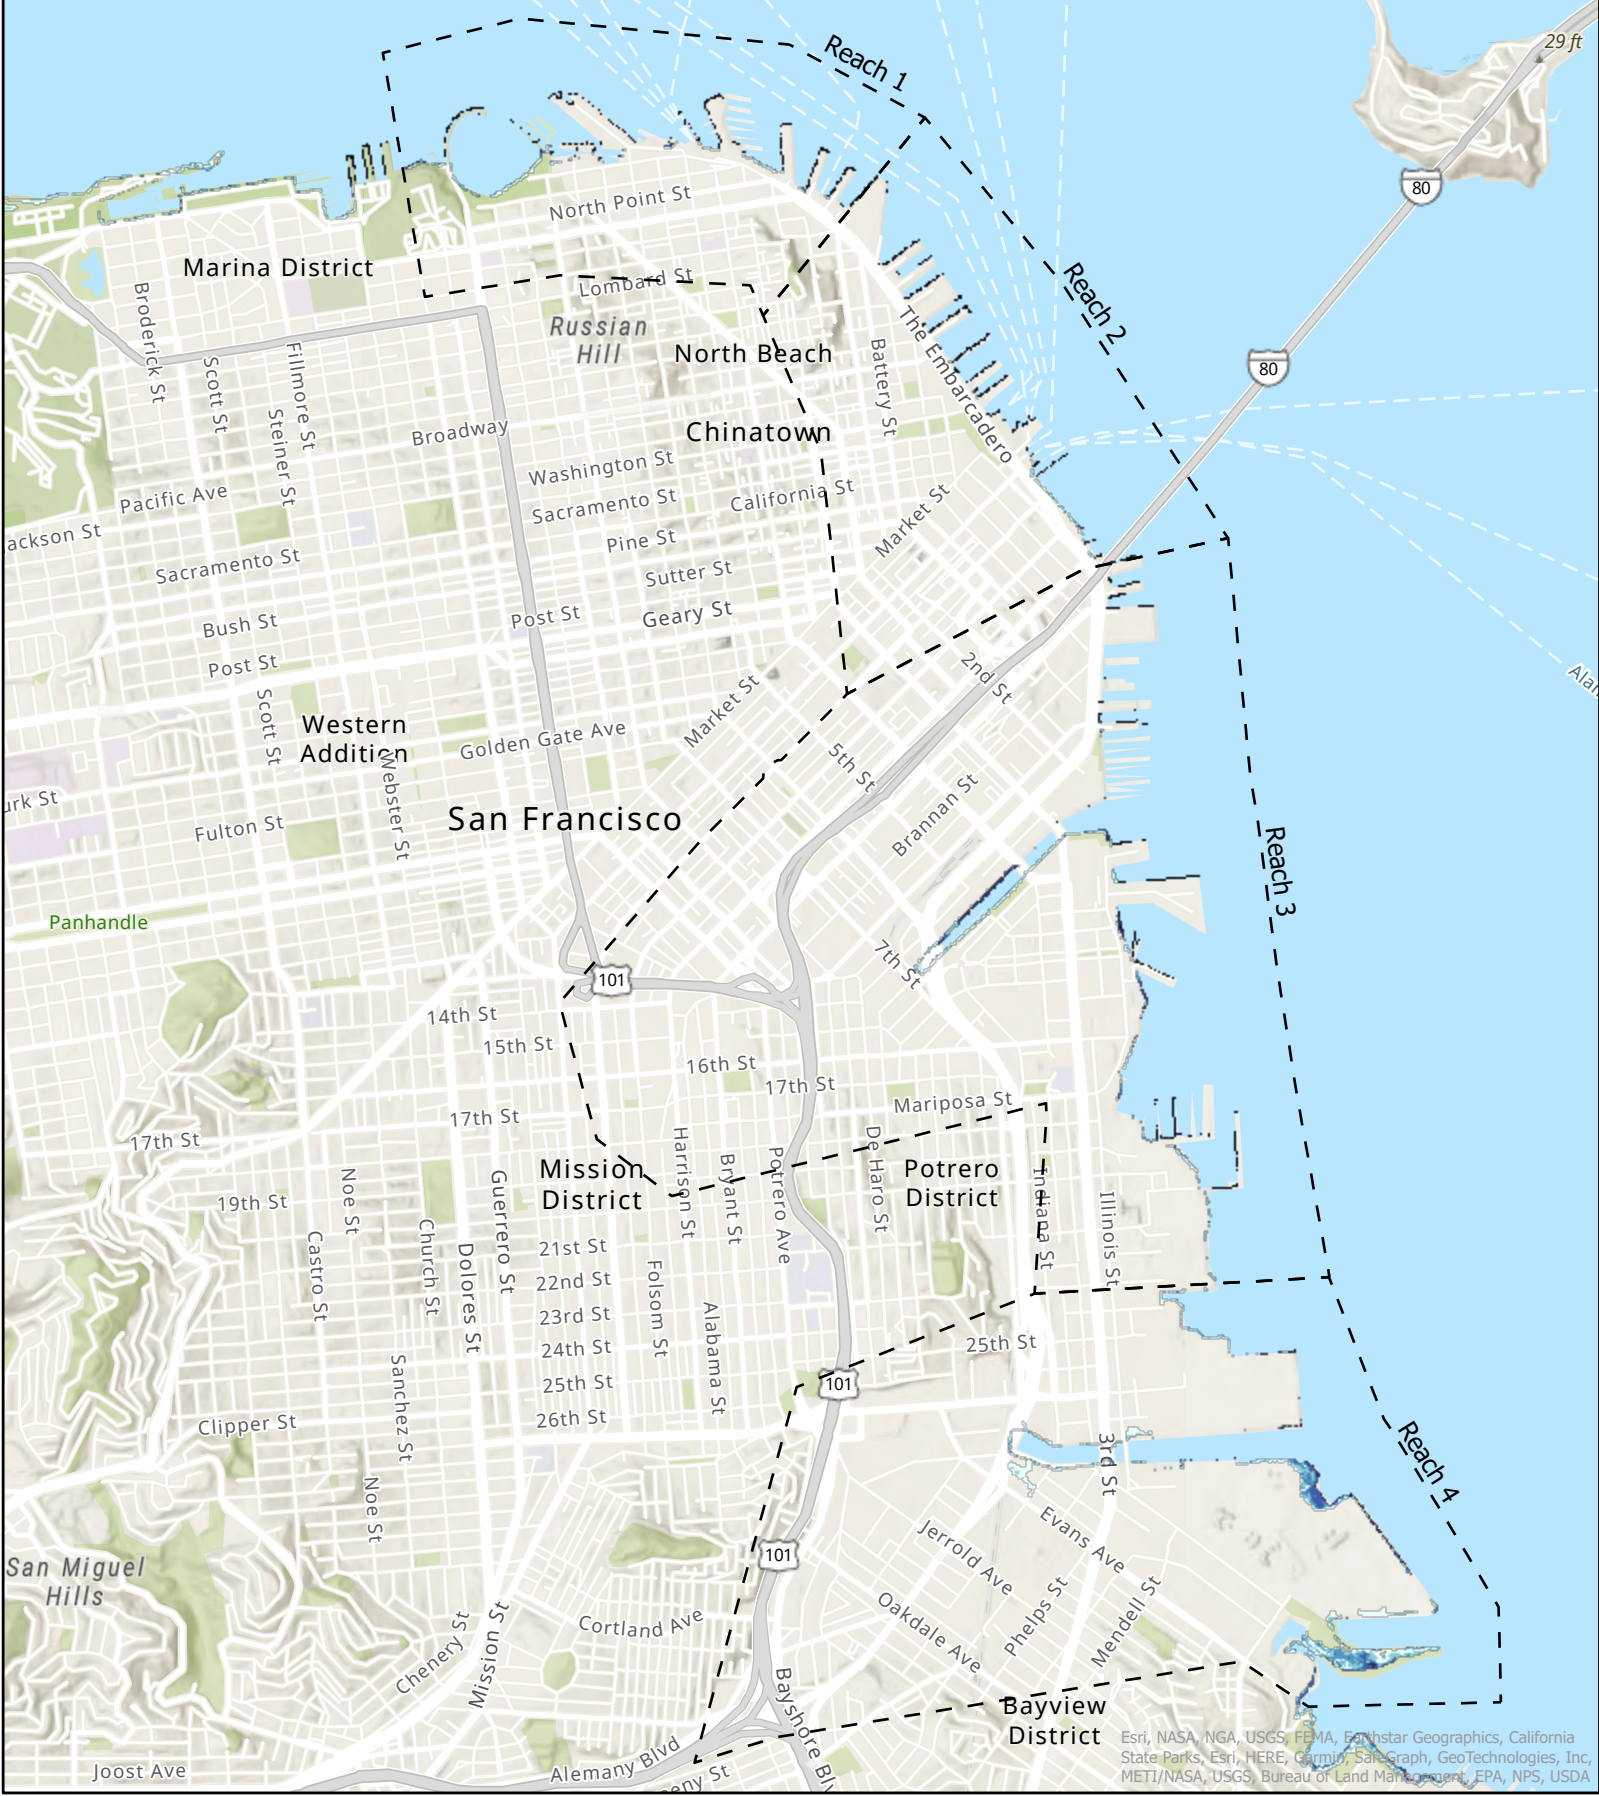 29 ft
Reach 1
80
North Point St
Marina District
Lombard St
Reach 2
Broderick St
Russian
Hill
North Beach
The Embarcadero
Battery St
80
Scott St
Fillmore St
Steiner St
Broadway
Chinatown
Washington St
Pacific Ave
Sacramento St
California St
Market St
ackson St
Pine St
Sacramento St
Sutter St
Bush St
Post St
Geary St
Post St
2nd St
Alan
Scott St
Western
Addition
Golden Gate Ave
Market St
5th St
Webster St
urk St
Fulton St
San Francisco
Brannan St
Reach 3
Panhandle
7th St
101
14th St
15th St
16th St
17th St
17th St
Mariposa St
17th St
Mission
District
Harrison St
Bryant St
Potrero Ave
De Haro St
Potrero
District
Indiana St
Illinois St
19th St
Noe St
Castro St
Church St
Dolores St
Guerrero St
21st St
22nd St
23rd St
24th St
25th St
26th St
Folsom St
Alabama St
25th St
101
Clipper St
Sanchez St
Noe St
3rd St
Reach 4
Evans Ave
Jerrold Ave
101
San Miguel
Hills
Cortland Ave
Oakdale Ave
Phelps St
Mendell St
Chenery St
Mission St
Bayshore Blv
Bayview
District
Alemany Blvd
Joost Ave
eny St
Esri, NASA, NGA, USGS, FEMA, Earthstar Geographics, California
State Parks, Esri, HERE, Garmin, SafeGraph, GeoTechnologies, Inc,
METI/NASA, USGS, Bureau of Land Management, EPA, NPS, USDA